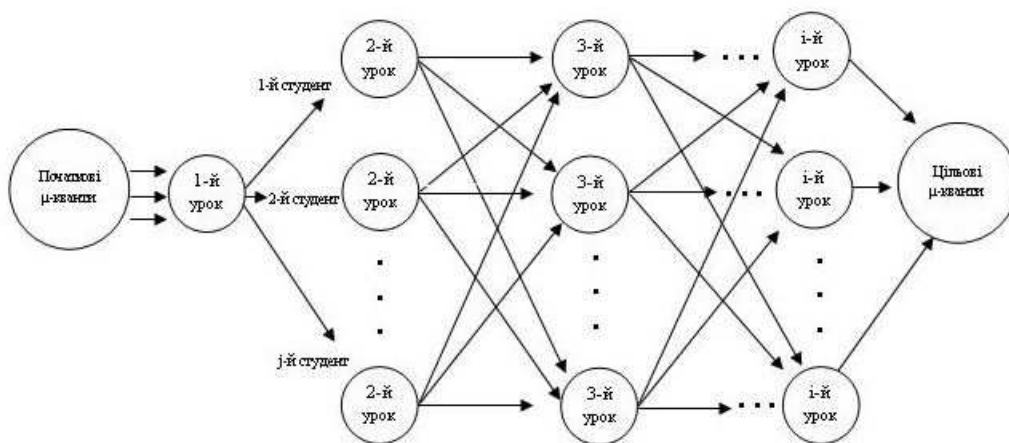 2-й
урок
3-й
урок
і-й
урок
1-й студент
Початкові
μ-кванти
1-й
урок
2-й студент
2-й
урок
3-й
урок
і-й
урок
Цільові
μ-кванти
j-й студент
2-й
урок
3-й
урок
і-й
урок